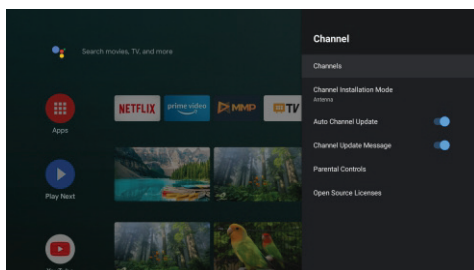 Search movies, TV, and more
Apps
NETFLIX
prime video
MMP
TV
Play Next
Channel
Channels
Channel Installation Mode
Antenna
Auto Channel Update
Channel Update Message
Parental Controls
Open Source Licenses